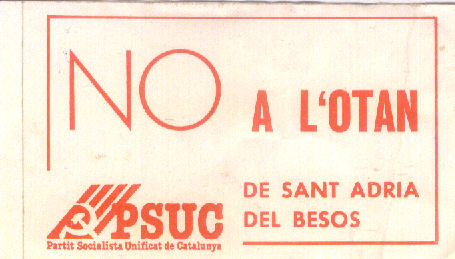 NO A L'OTAN
PSUC
Partit Socialista Unificat de Catalunya
DE SANT ADRIA
DEL BESOS